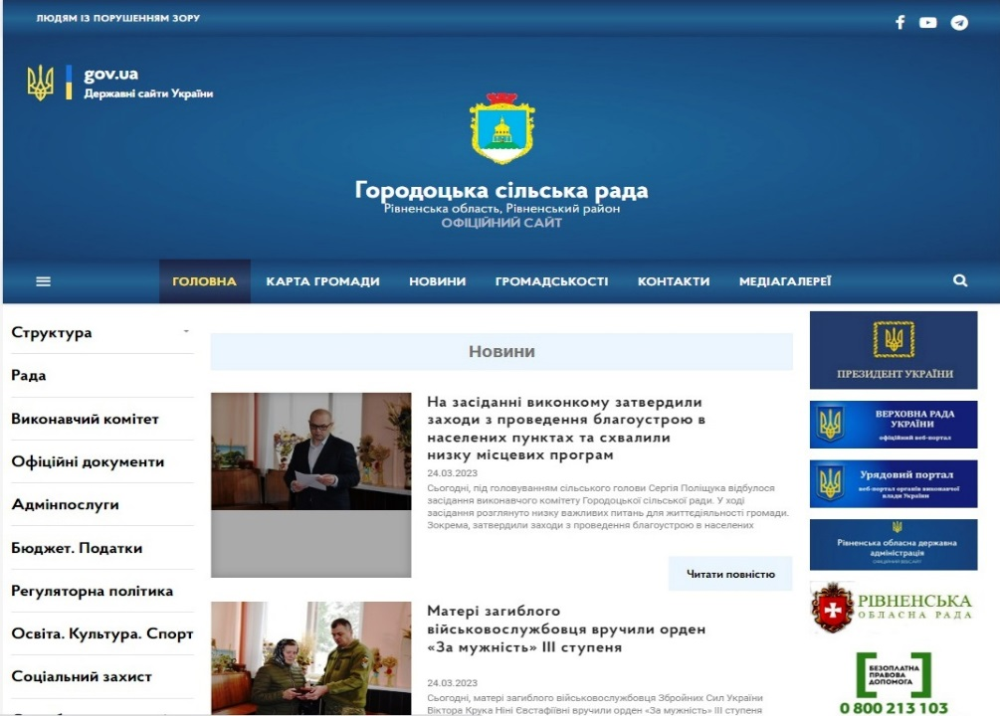 ЛЮДЯМ ІЗ ПОРУШЕННЯМ ЗОРУ
gov.ua
Державні сайти України
Городоцька сільська рада
Рівненська область, Рівненський район
ОФІЦІЙНИЙ САЙТ
ГОЛОВНА
КАРТА ГРОМАДИ
НОВИНИ
ГРОМАДСЬКОСТІ
КОНТАКТИ
МЕДІАГАЛЕРЕЇ
Структура
Рада
Виконавчий комітет
Офіційні документи
Адмінпослуги
Бюджет. Податки
Регуляторна політика
Освіта. Культура. Спорт
Соціальний захист
Новини
На засіданні виконкому затвердили
заходи з проведення благоустрою в
населених пунктах та схвалили
низку місцевих програм
24.03.2023
Сьогодні, під головуванням сільського голови Сергія Поліщука відбулося
засідання виконавчого комітету Городоцької сільської ради. У ході
засідання розглянуто низку важливих питань для життєдіяльності громади.
Зокрема, затвердили заходи з проведення благоустрою в населених
Читати повністю
Матері загиблого
військовослужбовця вручили орден
«За мужність» ІІІ ступеня
24.03.2023
Сьогодні, матері загиблого військовослужбовця Збройних Сил України
Віктора Крука Ніні Євстафіївні вручили орден «За мужність» ІІІ ступеня
ПРЕЗИДЕНТ УКРАЇНИ
ВЕРХОВНА РАДА
УКРАЇНИ
офіційний веб-портал
Урядовий портал
веб-портал органів виконавчої
влади України
Рівненська обласна державна
адміністрація
РІВНЕНСЬКА
ОБЛАСНА РАДА
БЕЗОПЛАТНА
ПРАВОВА
ДОПОМОГА
0 800 213 103